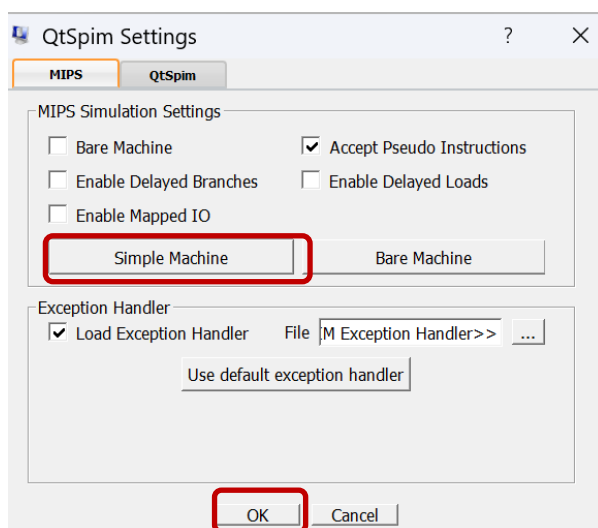 QtSpim Settings ? ×
MIPS QtSpim
MIPS Simulation Settings
Bare Machine Accept Pseudo Instructions
Enable Delayed Branches Enable Delayed Loads
Enable Mapped IO
Simple Machine Bare Machine
Exception Handler
Load Exception Handler File M Exception Handler>> ...
Use default exception handler
OK Cancel